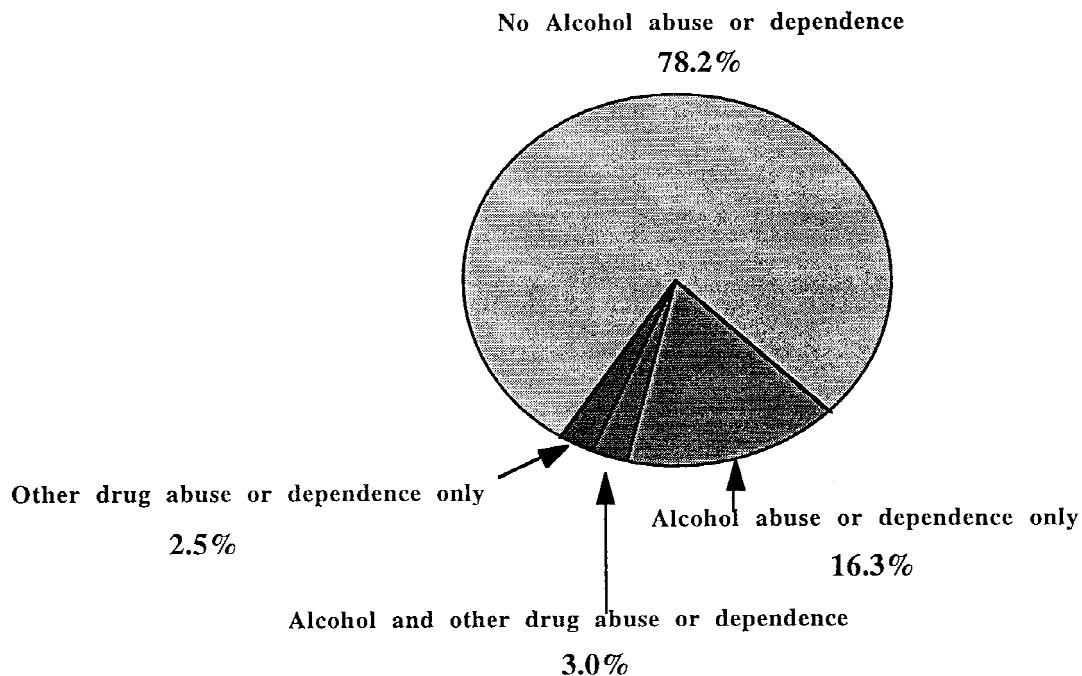 No Alcohol abuse or dependence
78.2%
Other drug abuse or dependence only
2.5%
Alcohol abuse or dependence only
16.3%
Alcohol and other drug abuse or dependence
3.0%